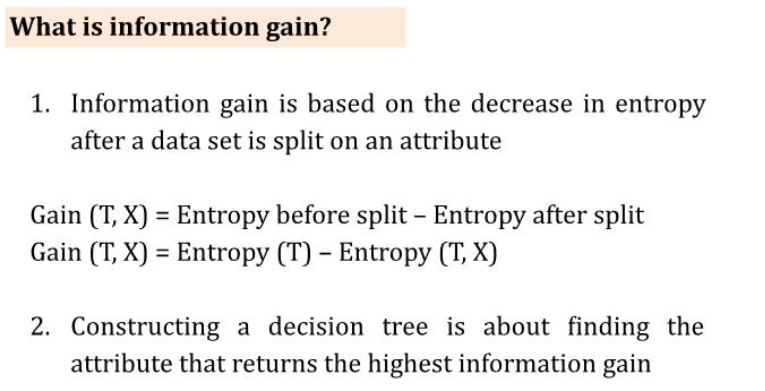 What is information gain?
1. Information gain is based on the decrease in entropy
after a data set is split on an attribute
Gain (T, X) = Entropy before split – Entropy after split
Gain (T, X) = Entropy (T) – Entropy (T, X)
2. Constructing a decision tree is about finding the
attribute that returns the highest information gain